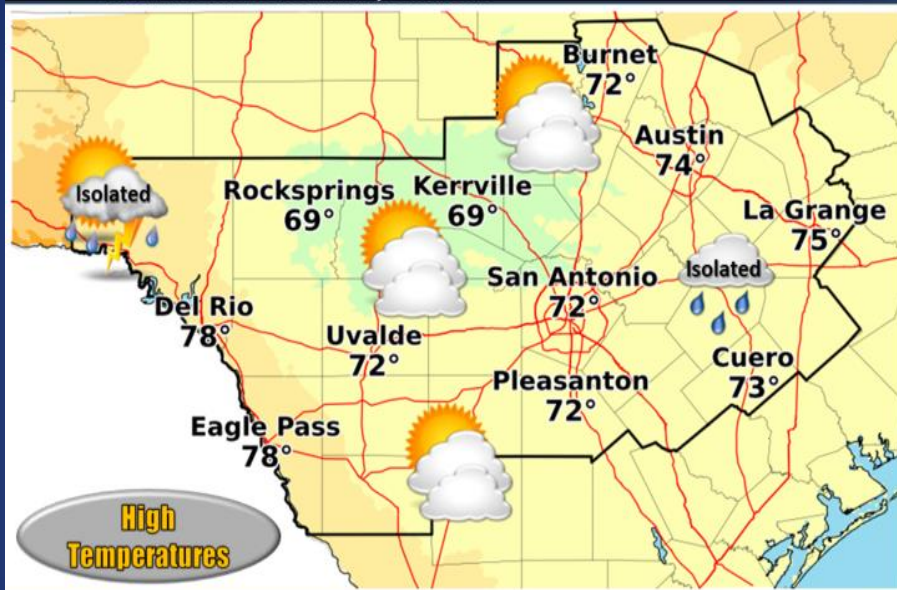 Burnet
72°
Austin
74°
Isolated
Rocksprings
69°
Kerrville
69°
La Grange
75°
San Antonio
72°
Isolated
Del Rio
78°
Uvalde
72°
Cuero
73°
Pleasanton
72°
Eagle Pass
78°
High
Temperatures